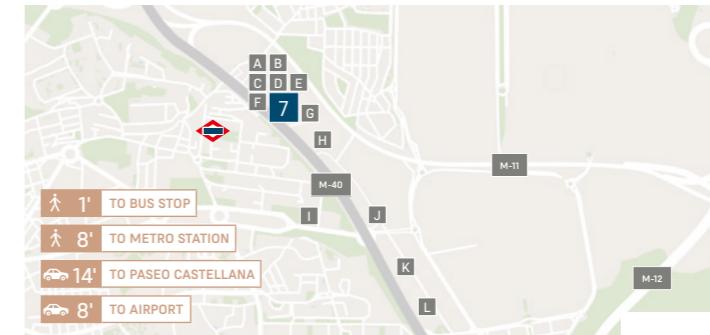 A B
C D E
F 7 G
H
M-11
M-40
I J
K
M-12
L
1' TO BUS STOP
8' TO METRO STATION
14' TO PASEO CASTELLANA
8' TO AIRPORT